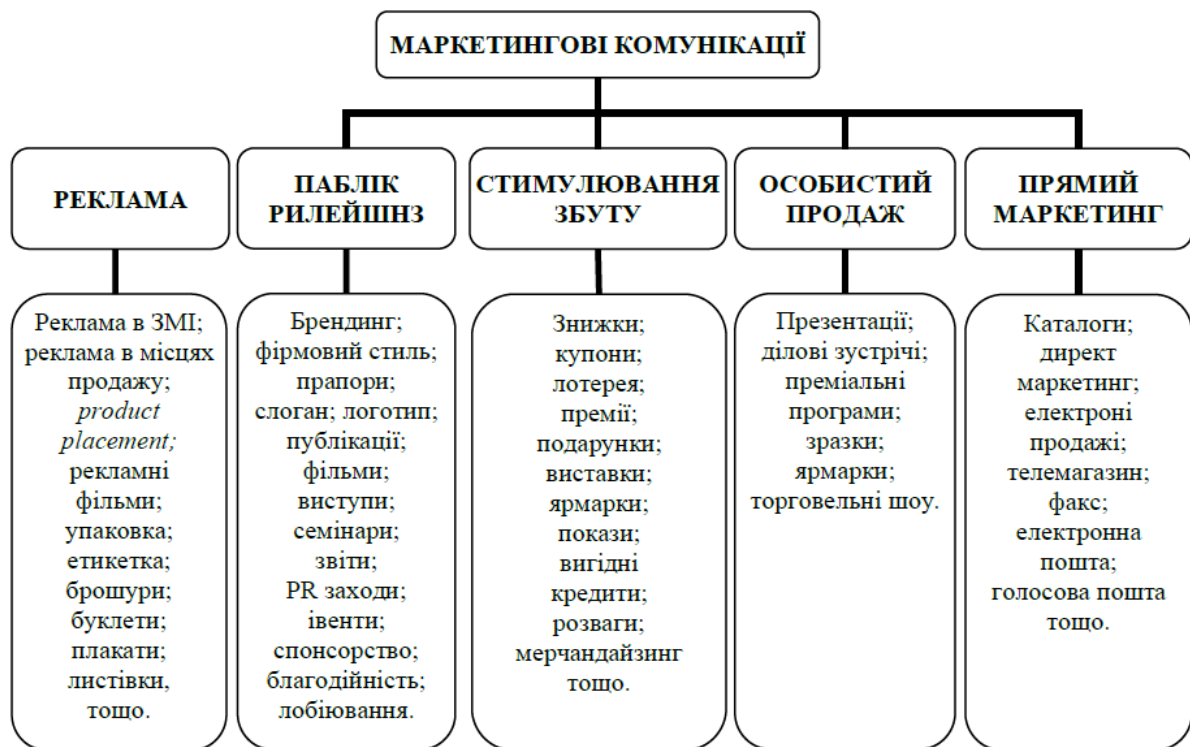 МАРКЕТИНГОВІ КОМУНІКАЦІЇ
РЕКЛАМА
ПАБЛІК
РИЛЕЙШНЗ
СТИМУЛЮВАННЯ
ЗБУТУ
ОСОБИСТИЙ
ПРОДАЖ
ПРЯМИЙ
МАРКЕТИНГ
Реклама в ЗМІ;
реклама в місцях
продажу;
product
placement;
рекламні
фільми;
упаковка;
етикетка;
брошури;
буклети;
плакати;
листівки,
тощо.
Брендинг;
фірмовий стиль;
прапори;
слоган; логотип;
публікації;
фільми;
виступи;
семінари;
звіти;
PR заходи;
івенти;
спонсорство;
благодійність;
лобіювання.
Знижки;
купони;
лотерея;
премії;
подарунки;
виставки;
ярмарки;
покази;
вигідні
кредити;
розваги;
мерчандайзинг
тощо.
Презентації;
ділові зустрічі;
преміальні
програми;
зразки;
ярмарки;
торговельні шоу.
Каталоги;
директ
маркетинг;
електроні
продажі;
телемагазин;
факс;
електронна
пошта;
голосова пошта
тощо.